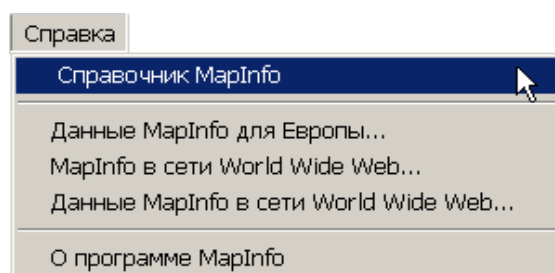 Справка
Справочник MapInfo
Данные MapInfo для Европы...
MapInfo в сети World Wide Web...
Данные MapInfo в сети World Wide Web...
О программе MapInfo